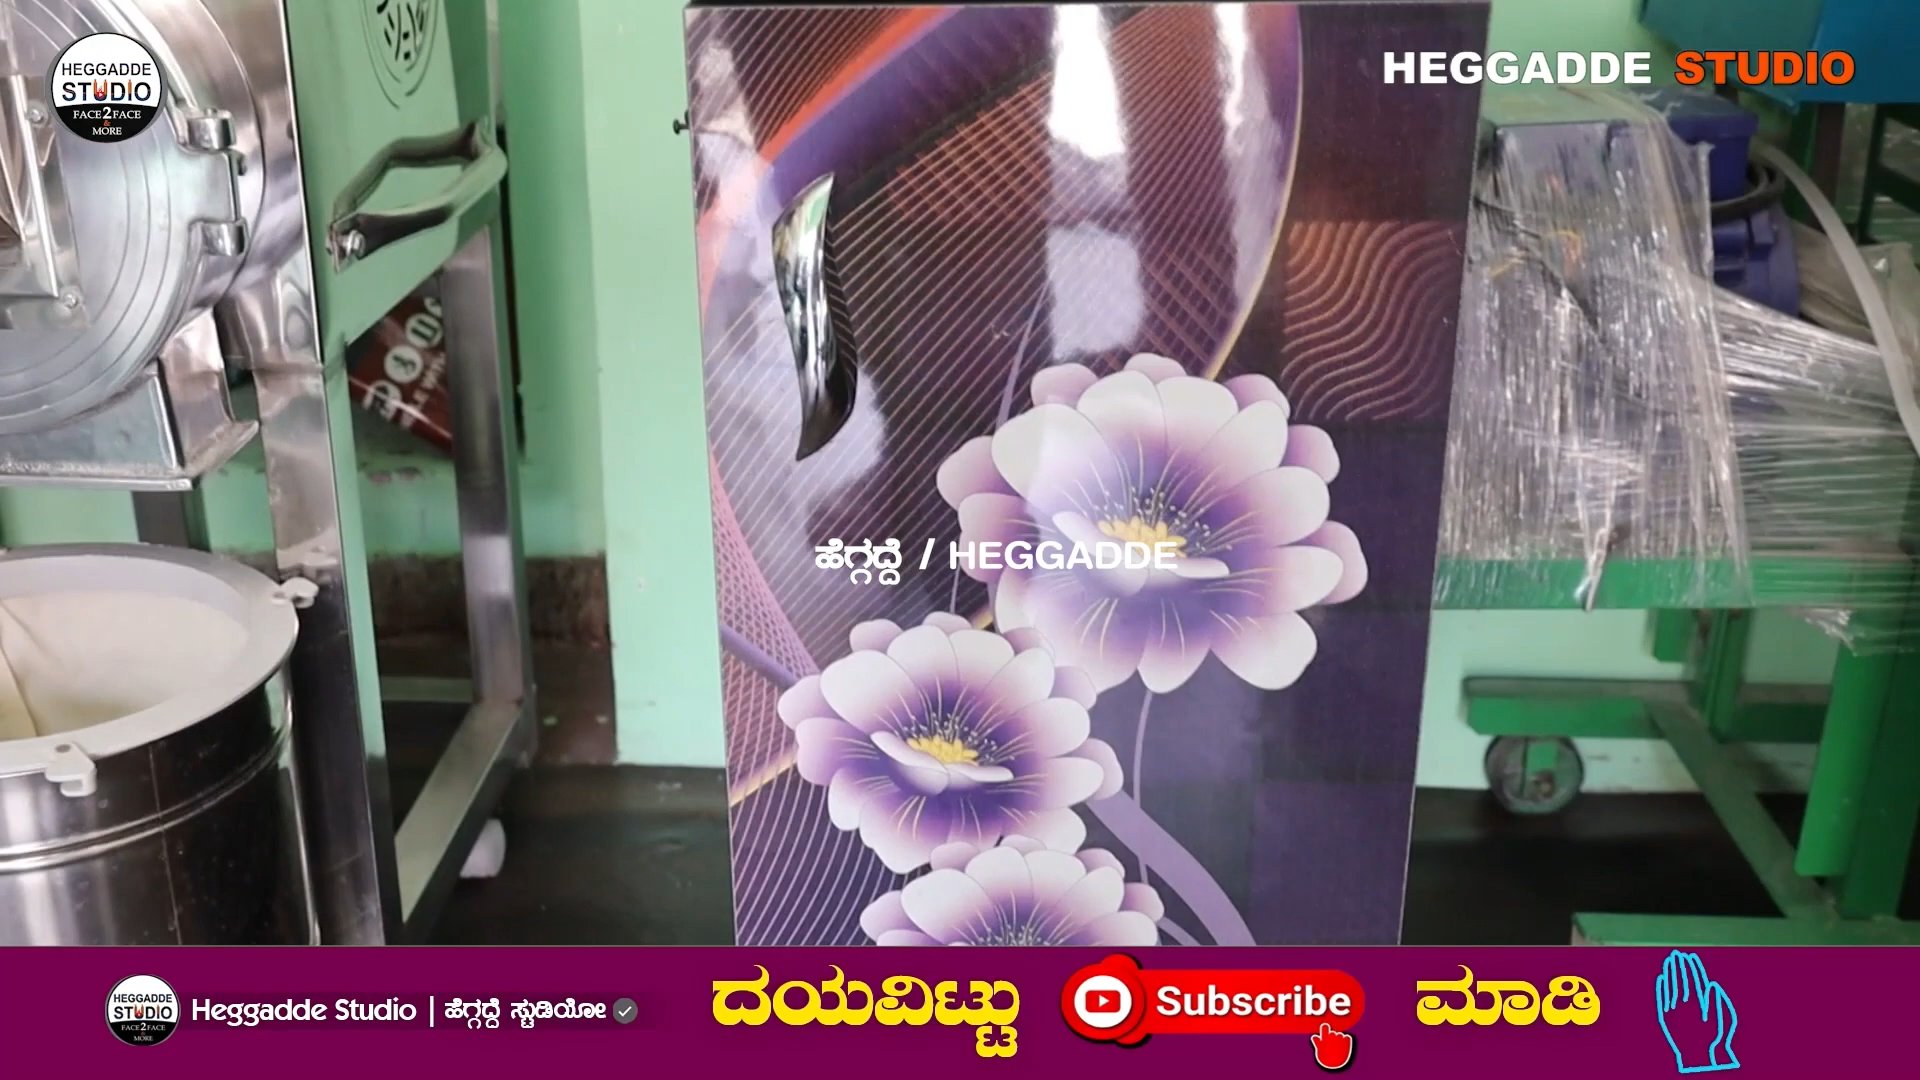 HEGGADDE
STUDIO
FACE2FACE
&
MORE
HEGGADDE STUDIO
ಹೆಗ್ಗದ್ದೆ / HEGGADDE
HEGGADDE
STUDIO
FACE2FACE
MORE
Heggadde Studio | ಹೆಗ್ಗದ್ದೆ ಸ್ಟುಡಿಯೋ
ದಯವಿಟ್ಟು Subscribe ಮಾಡಿ